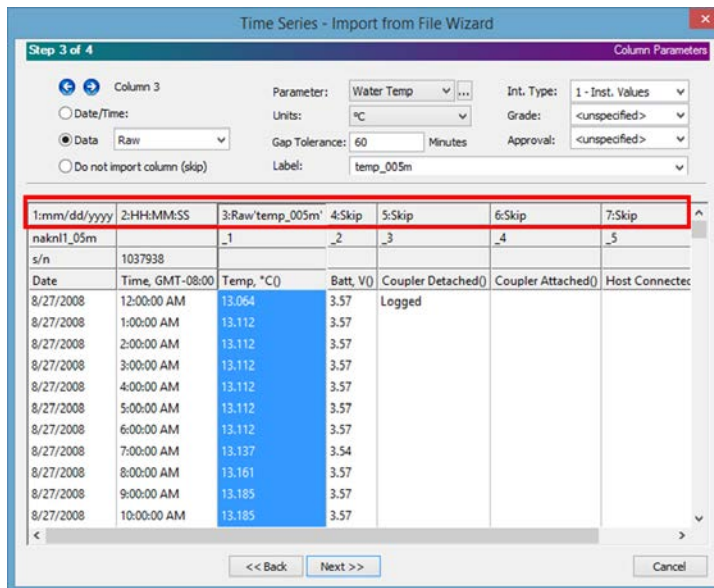 Time Series - Import from File Wizard
Step 3 of 4 Column Parameters
Column 3 Parameter: Water Temp ... Int. Type: 1 - Inst. Values
Date/Time: Units: °C Grade: <unspecified>
Data Raw Gap Tolerance: 60 Minutes Approval: <unspecified>
Do not import column (skip) Label: temp_005m
1:mm/dd/yyyy 2:HH:MM:SS 3:Raw'temp_005m' 4:Skip 5:Skip 6:Skip 7:Skip
naknl1_05m _1 _2 _3 _4 _5
s/n 1037938
Date Time, GMT-08:00 Temp, °C() Batt, V() Coupler Detached() Coupler Attached() Host Connected
8/27/2008 12:00:00 AM 13.064 3.57 Logged
8/27/2008 1:00:00 AM 13.112 3.57
8/27/2008 2:00:00 AM 13.112 3.57
8/27/2008 3:00:00 AM 13.112 3.57
8/27/2008 4:00:00 AM 13.112 3.57
8/27/2008 5:00:00 AM 13.112 3.57
8/27/2008 6:00:00 AM 13.112 3.57
8/27/2008 7:00:00 AM 13.137 3.54
8/27/2008 8:00:00 AM 13.161 3.57
8/27/2008 9:00:00 AM 13.185 3.57
8/27/2008 10:00:00 AM 13.185 3.57
<< Back Next >> Cancel